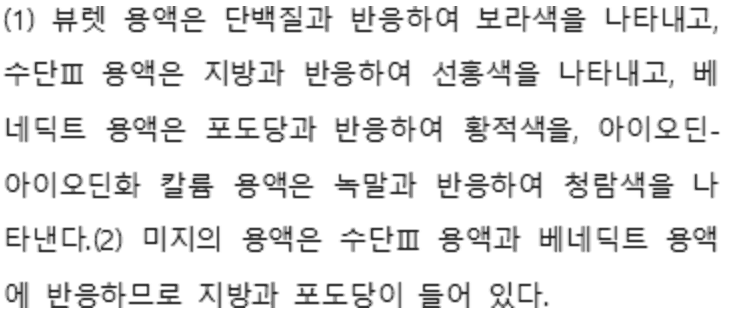 (1) 뷰렛 용액은 단백질과 반응하여 보라색을 나타내고,
수단Ⅲ 용액은 지방과 반응하여 선홍색을 나타내고, 베
네딕트 용액은 포도당과 반응하여 황적색을, 아이오딘-
아이오딘화 칼륨 용액은 녹말과 반응하여 청람색을 나
타낸다.(2) 미지의 용액은 수단Ⅲ 용액과 베네딕트 용액
에 반응하므로 지방과 포도당이 들어 있다.